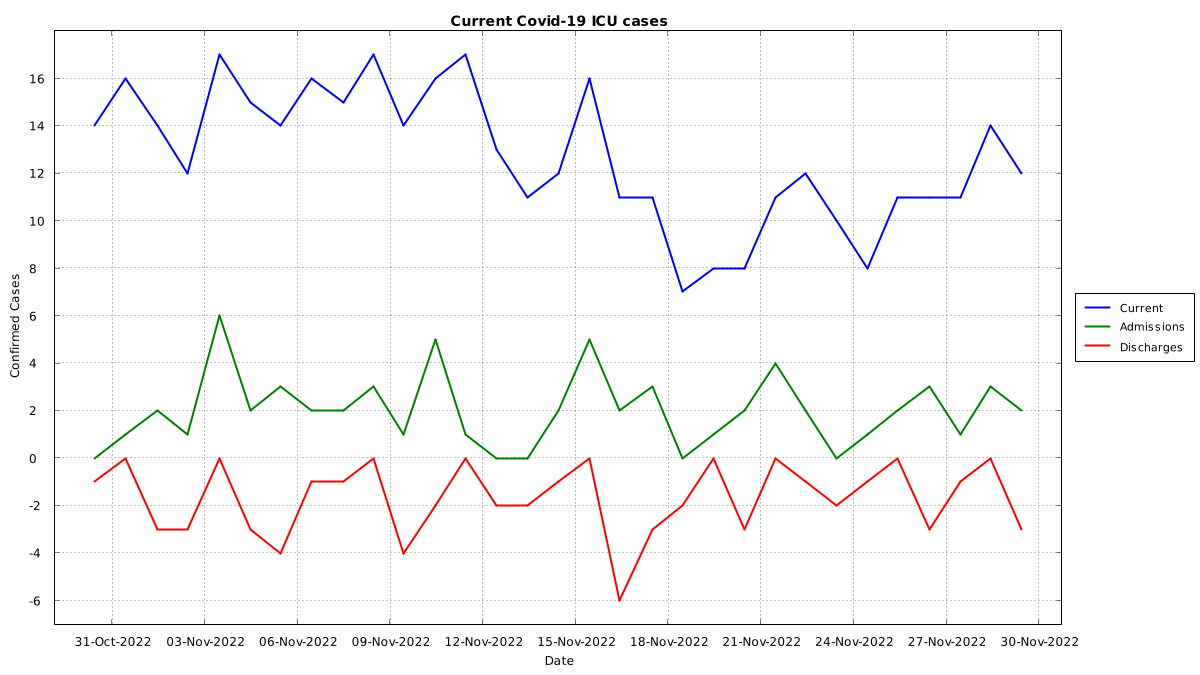 Current Covid-19 ICU cases
Confirmed Cases
16
14
12
10
8
6
4
2
0
-2
-4
-6
31-Oct-2022 03-Nov-2022 06-Nov-2022 09-Nov-2022 12-Nov-2022 15-Nov-2022 18-Nov-2022 21-Nov-2022 24-Nov-2022 27-Nov-2022 30-Nov-2022
Date
Current
Admissions
Discharges